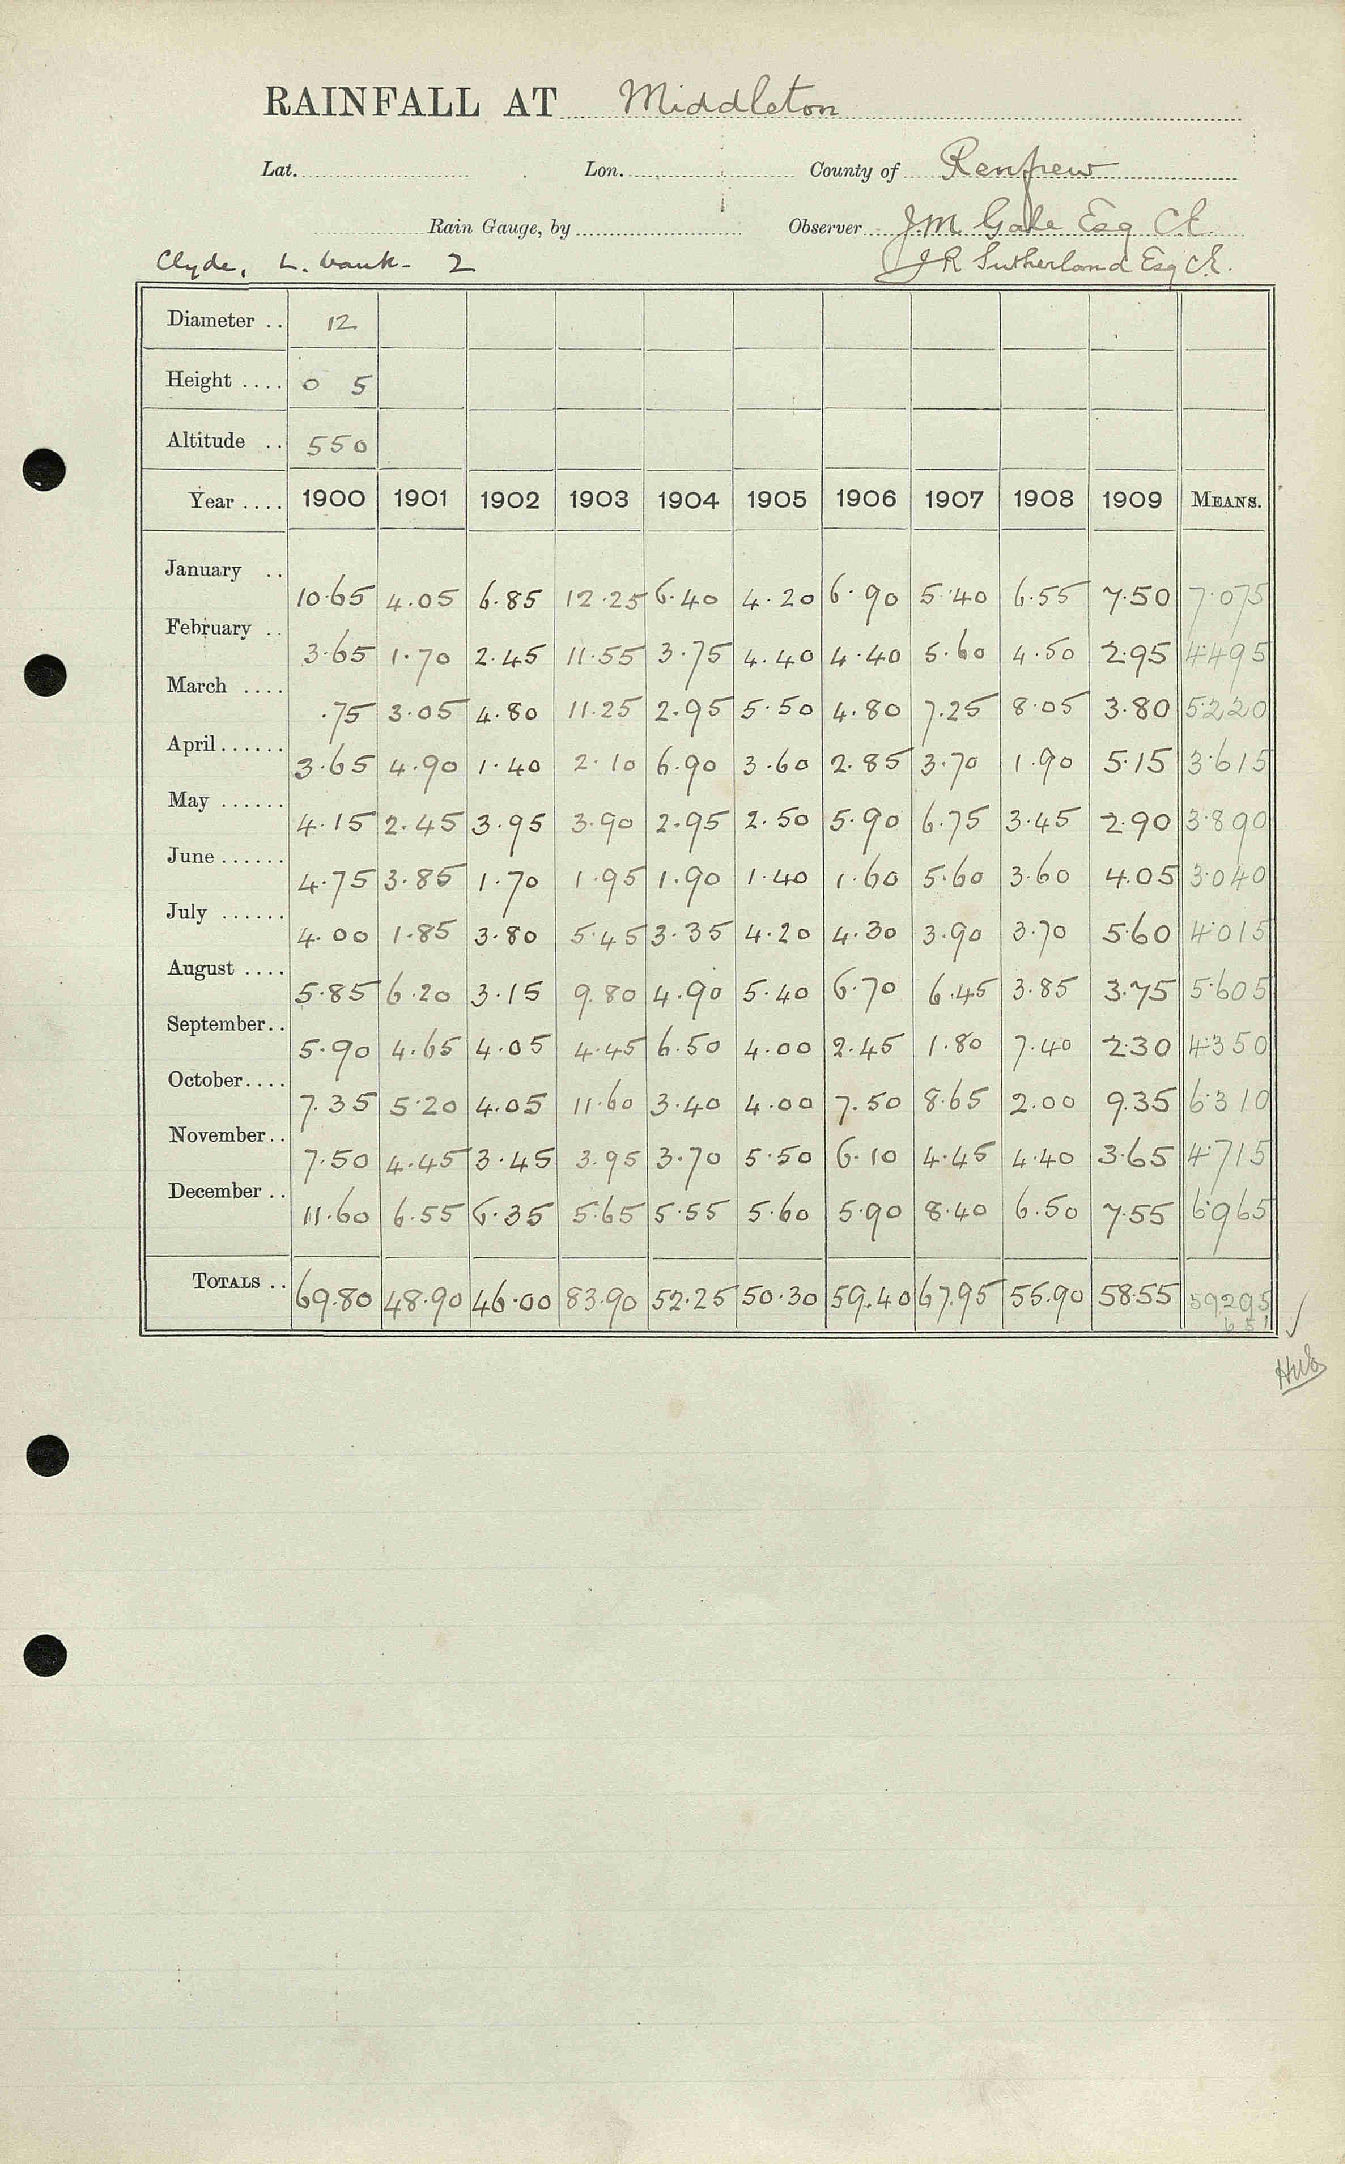 RAINFALL AT Middleton
Lat. Lon. County of Renfrew
Rain Gauge, by Observer J.M. Gale Esq C.E.
Clyde, L. bank - 2 J R Sutherland Esq C.E.
Diameter .. 12
Height .... 0 5
Altitude .. 550
Year .... 1900 1901 1902 1903 1904 1905 1906 1907 1908 1909 MEANS.
January .. 10.65 4.05 6.85 12.25 6.40 4.20 6.90 5.40 6.55 7.50 7.075
February .. 3.65 1.70 2.45 11.55 3.75 4.40 4.40 5.60 4.50 2.95 4.495
March .... .75 3.05 4.80 11.25 2.95 5.50 4.80 7.25 8.05 3.80 5.220
April ...... 3.65 4.90 1.40 2.10 6.90 3.60 2.85 3.70 1.90 5.15 3.615
May ...... 4.15 2.45 3.95 3.90 2.95 2.50 5.90 6.75 3.45 2.90 3.890
June ...... 4.75 3.85 1.70 1.95 1.90 1.40 1.60 5.60 3.60 4.05 3.040
July ...... 4.00 1.85 3.80 5.45 3.35 4.20 4.30 3.90 3.70 5.60 4.015
August .... 5.85 6.20 3.15 9.80 4.90 5.40 6.70 6.45 3.85 3.75 5.605
September .. 5.90 4.65 4.05 4.45 6.50 4.00 2.45 1.80 7.40 2.30 4.350
October .... 7.35 5.20 4.05 11.60 3.40 4.00 7.50 8.65 2.00 9.35 6.310
November .. 7.50 4.45 3.45 3.95 3.70 5.50 6.10 4.45 4.40 3.65 4.715
December .. 11.60 6.55 6.35 5.65 5.55 5.60 5.90 8.40 6.50 7.55 6.965
TOTALS .. 69.80 48.90 46.00 83.90 52.25 50.30 59.40 67.95 55.90 58.55 59.295
6 5 1